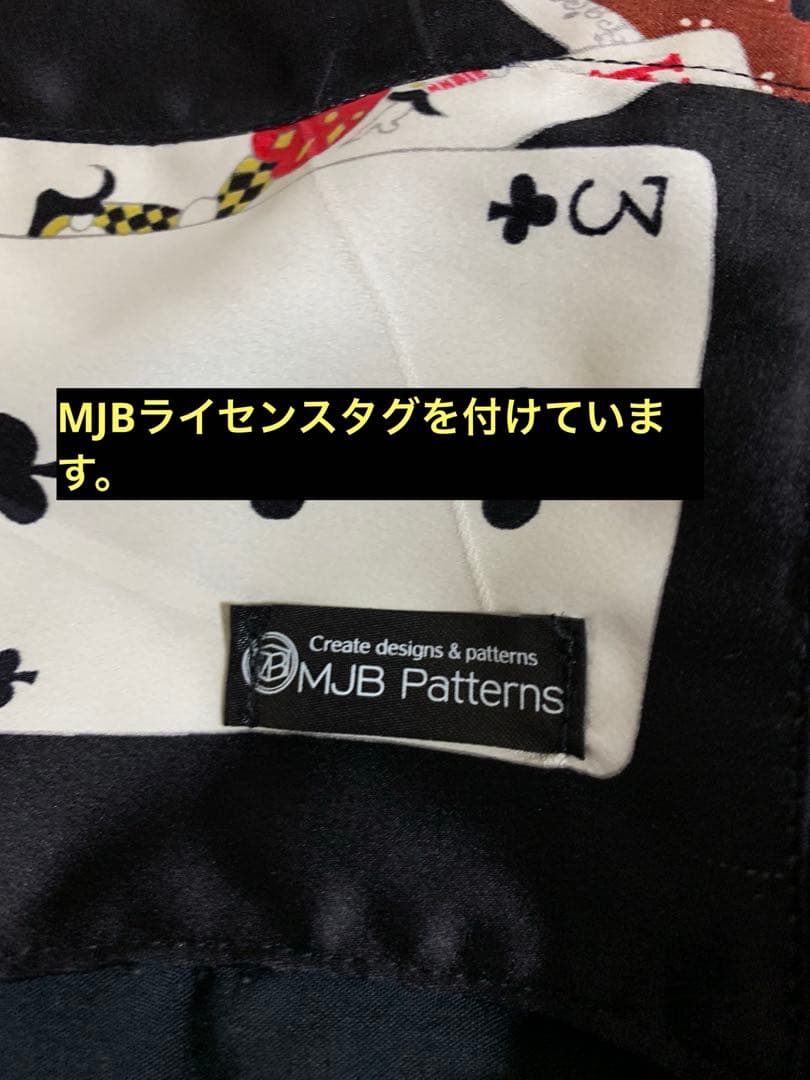 3
MJBライセンスタグを付けていま
す。
Create designs & patterns
MJB Patterns